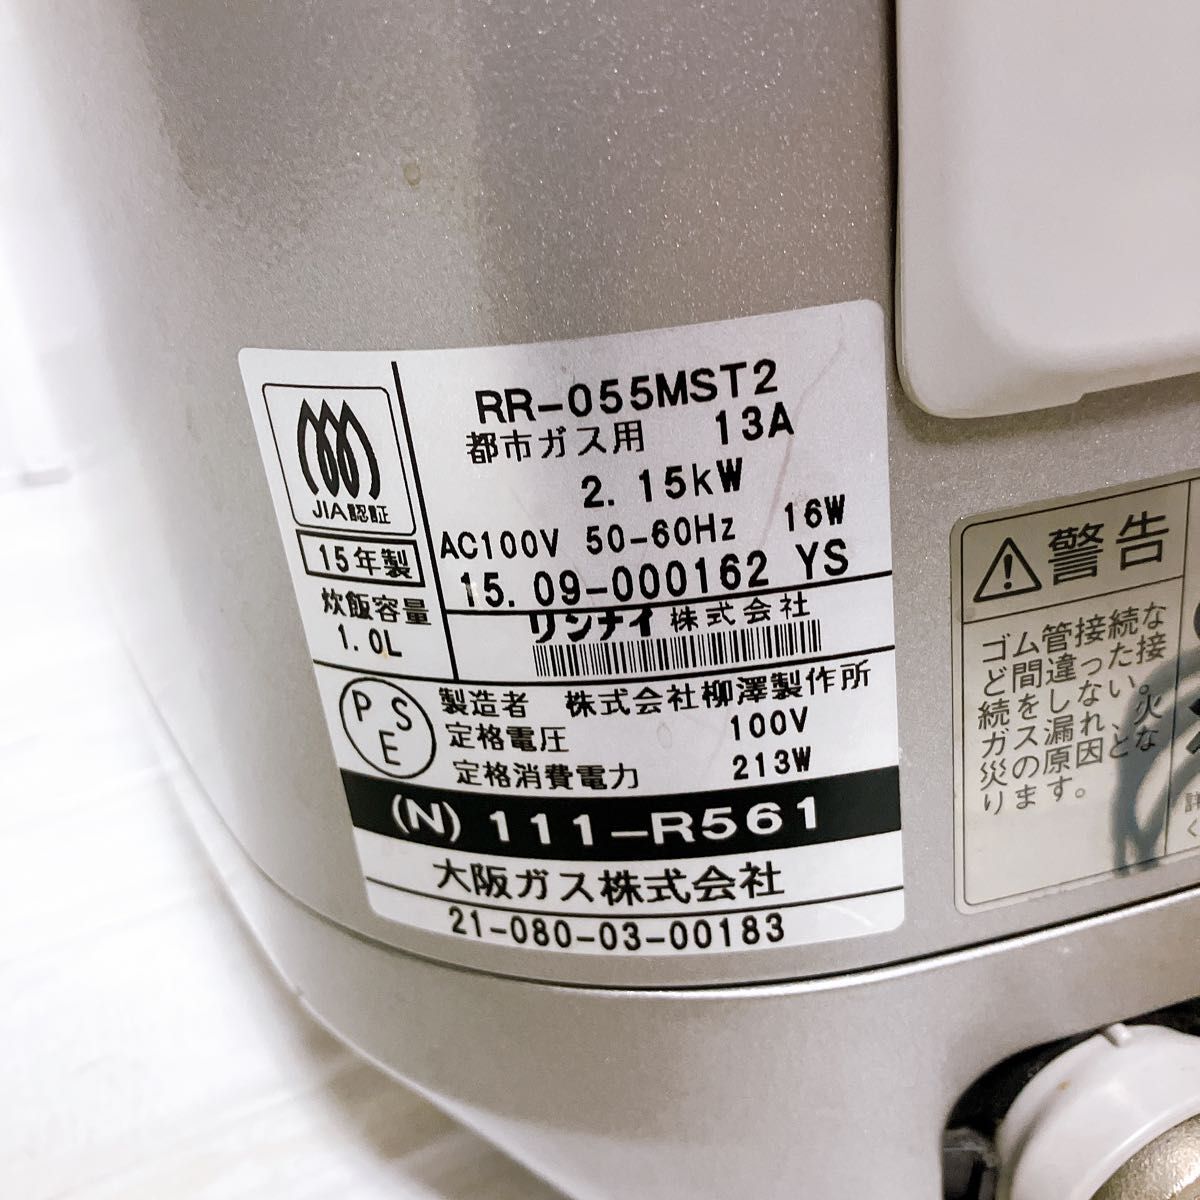 JIA認証
15年製
炊飯容量
1.0L
RR-055MST2
都市ガス用 13A
2.15kW
AC100V 50-60Hz 16W
15.09-000162 YS
リンナイ株式会社
PSE
製造者 株式会社柳澤製作所
定格電圧 100V
定格消費電力 213W
(N) 111-R561
大阪ガス株式会社
21-080-03-00183
警告
ゴム管接続な
ど間違った接
続をしない。
ガス漏れ、火
災の原因とな
ります。